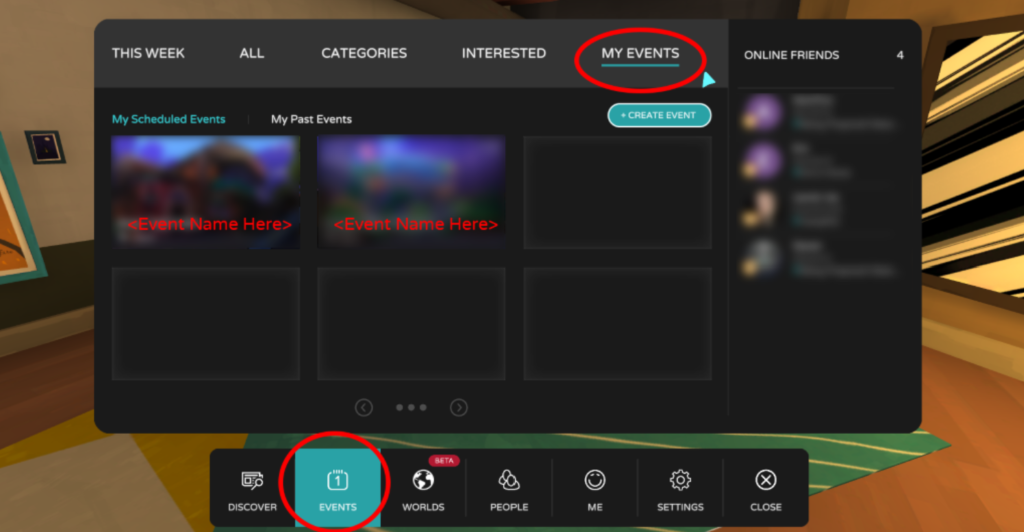 THIS WEEK ALL CATEGORIES INTERESTED MY EVENTS
ONLINE FRIENDS 4
My Scheduled Events My Past Events + CREATE EVENT
<Event Name Here> <Event Name Here>
BETA
1
DISCOVER EVENTS WORLDS PEOPLE ME SETTINGS CLOSE